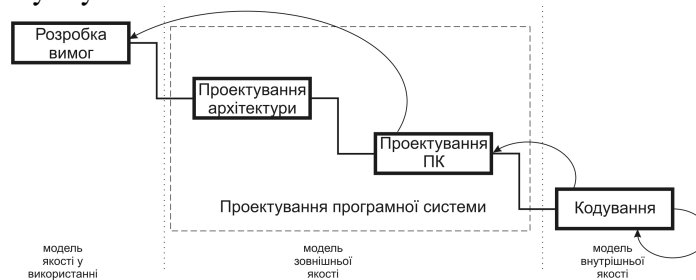 Розробка
вимог
Проектування
архітектури
Проектування
ПК
Проектування програмної системи
Кодування
модель
якості у
використанні
модель
зовнішньої
якості
модель
внутрішньої
якості